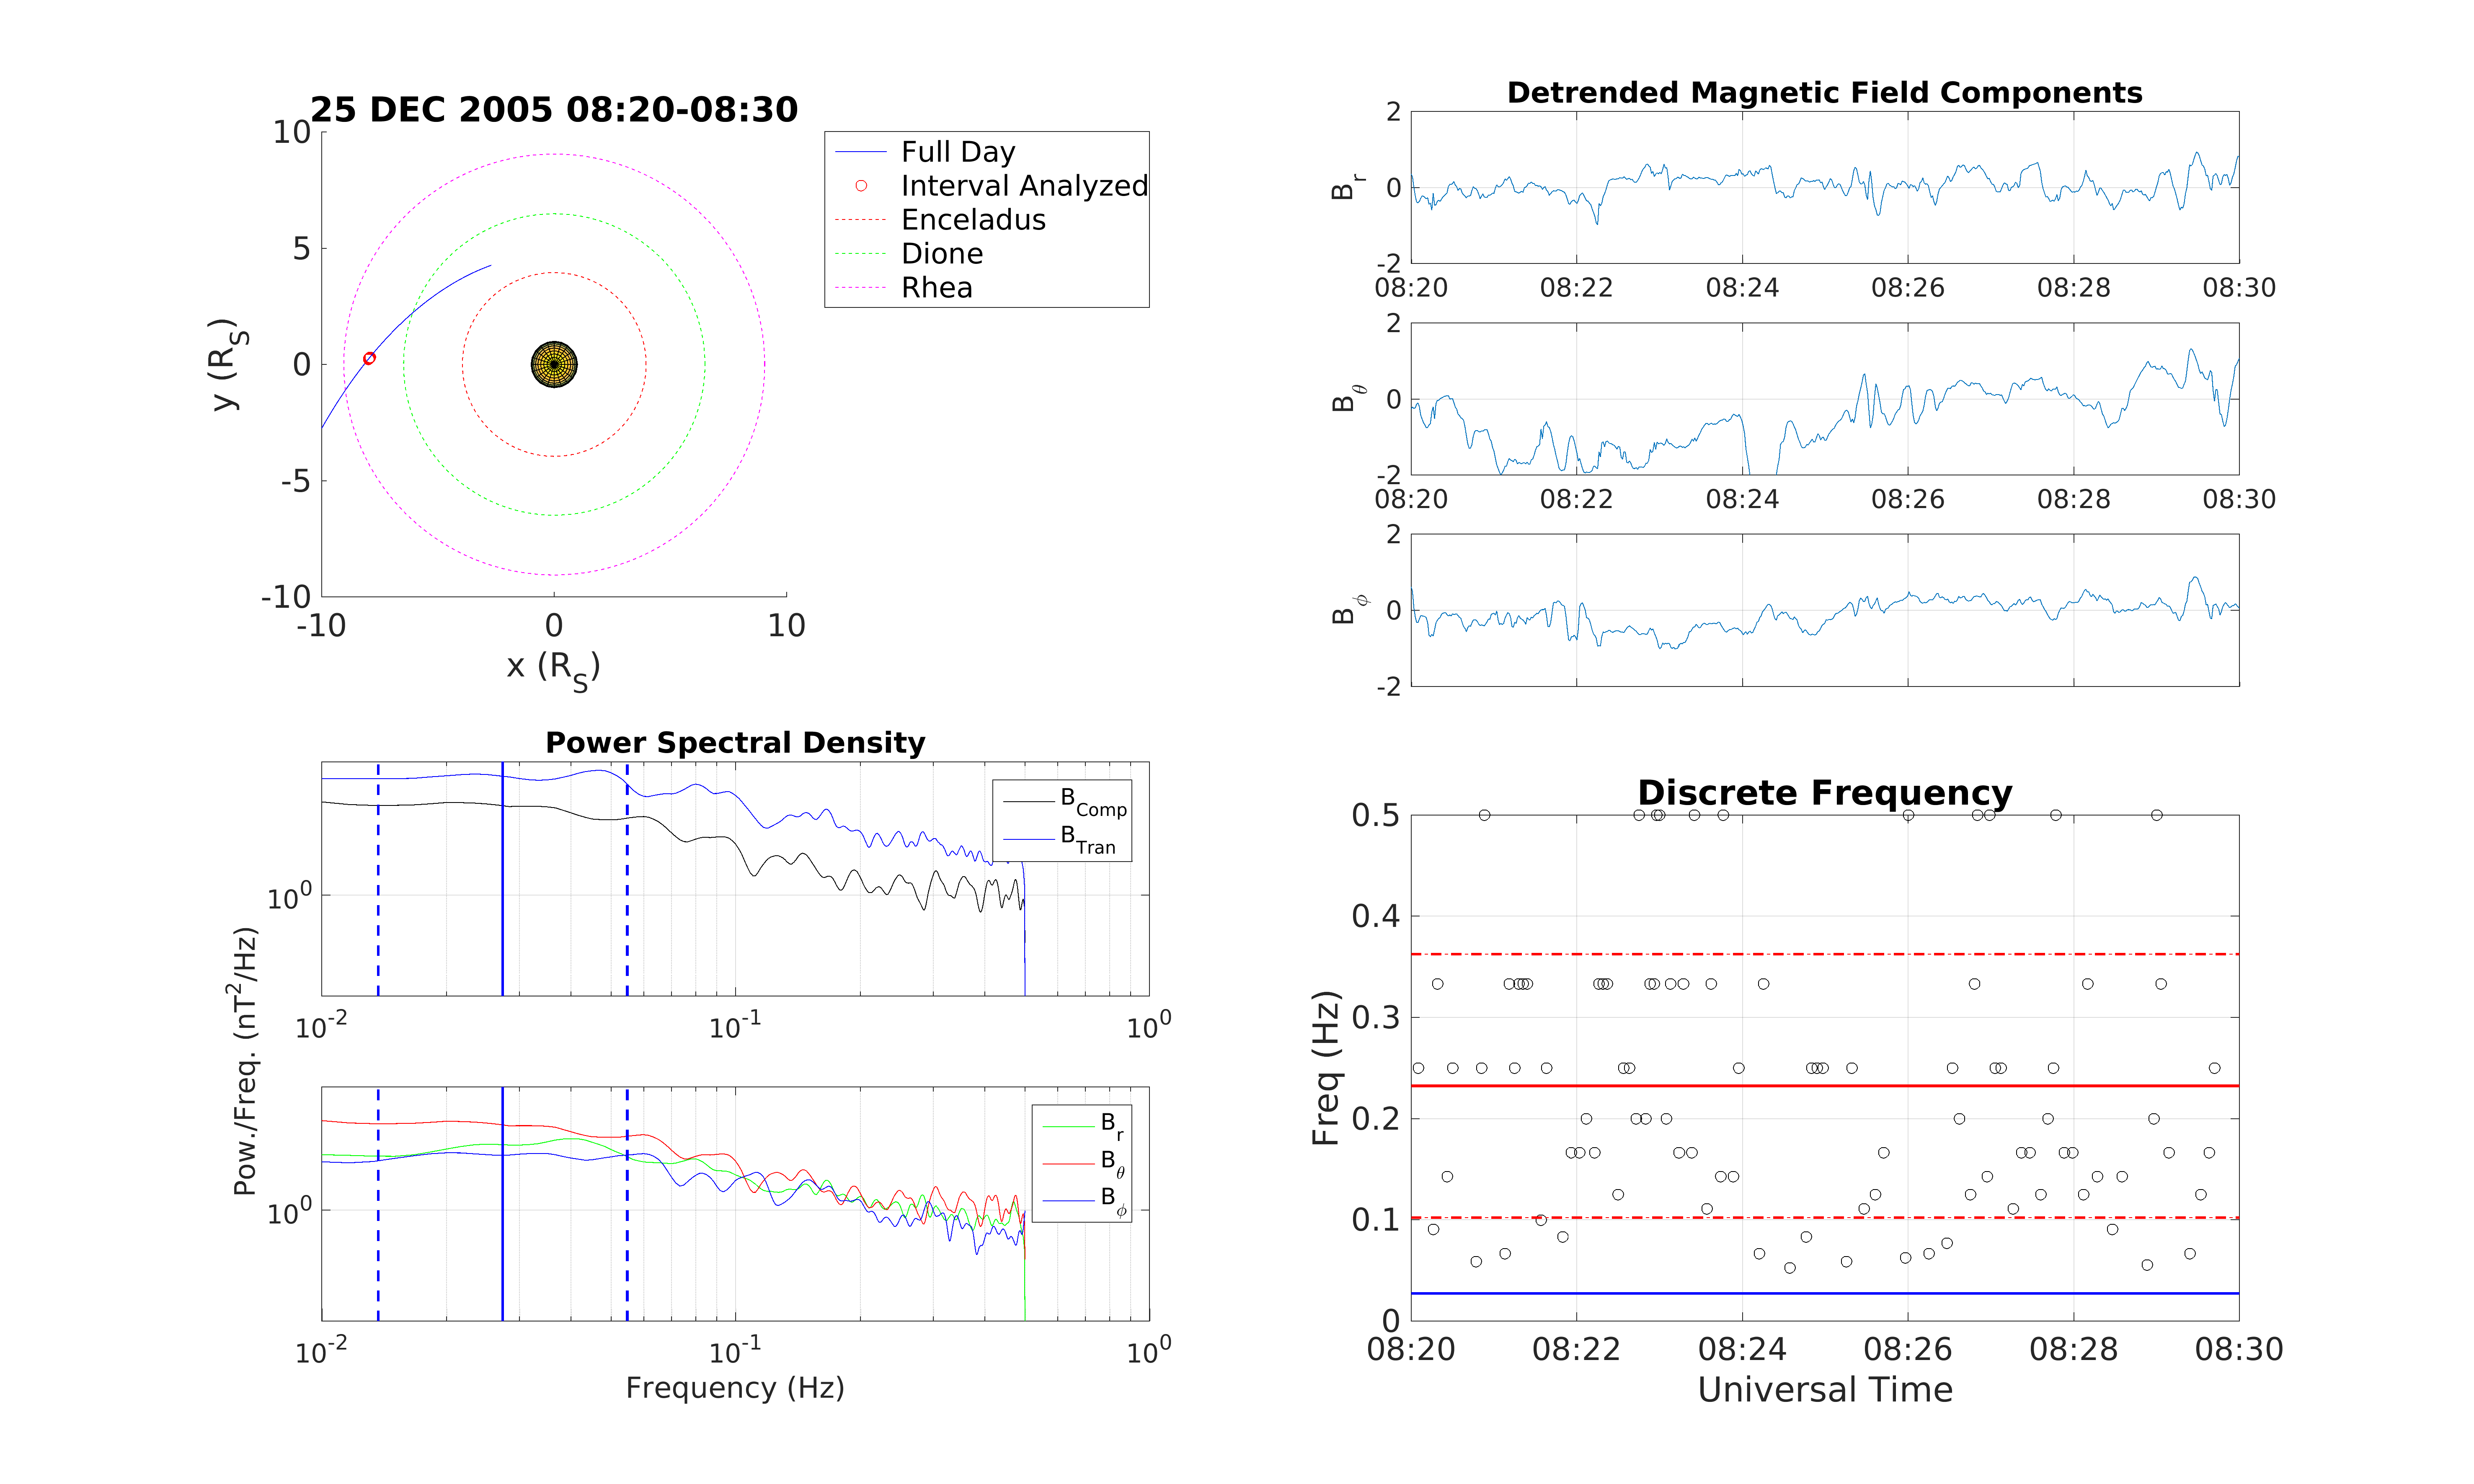 25 DEC 2005 08:20-08:30
10
5
0
-5
-10
y (R_S)
-10 0 10
x (R_S)
Full Day
Interval Analyzed
Enceladus
Dione
Rhea
Detrended Magnetic Field Components
2
0
-2
B_r
08:20 08:22 08:24 08:26 08:28 08:30
2
0
-2
B_θ
08:20 08:22 08:24 08:26 08:28 08:30
2
0
-2
B_ϕ
Power Spectral Density
10^0
B_Comp
B_Tran
10^-2 10^-1 10^0
Pow./Freq. (nT^2/Hz)
10^0
B_r
B_θ
B_ϕ
10^-2 10^-1 10^0
Frequency (Hz)
Discrete Frequency
0.5
0.4
0.3
0.2
0.1
0
Freq (Hz)
08:20 08:22 08:24 08:26 08:28 08:30
Universal Time